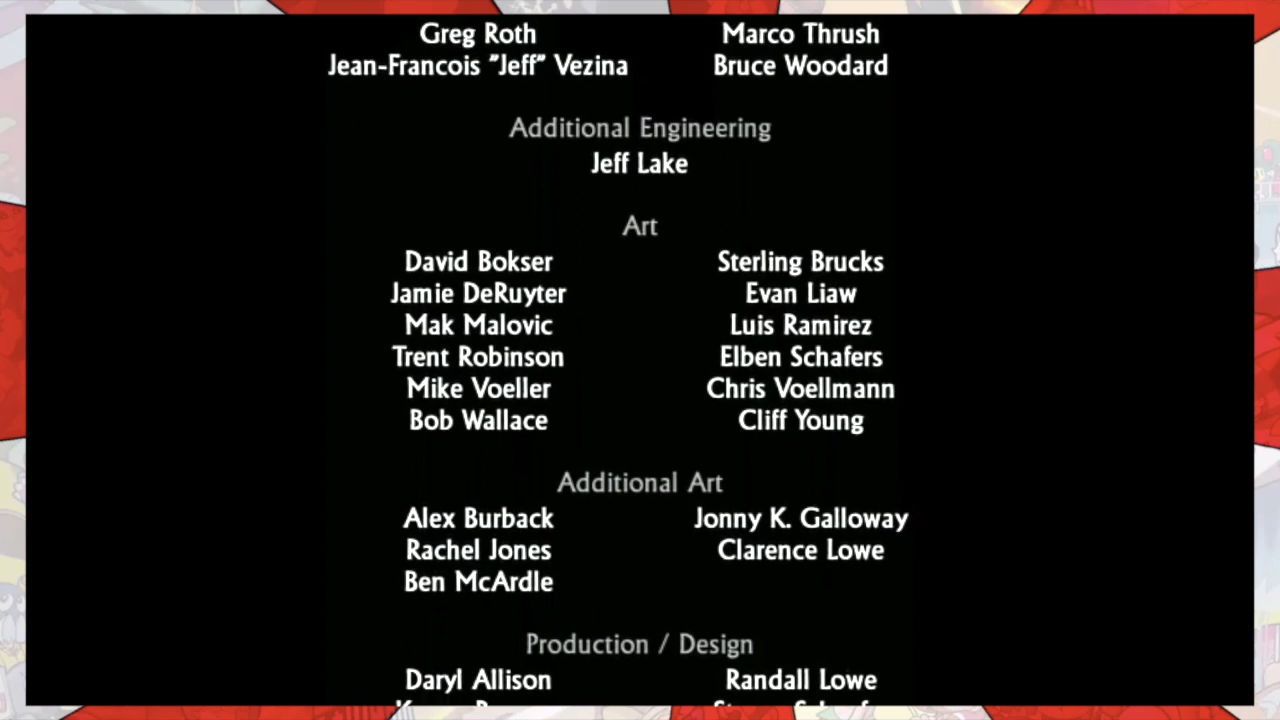 Greg Roth Marco Thrush
Jean-Francois "Jeff" Vezina Bruce Woodard
Additional Engineering
Jeff Lake
Art
David Bokser Sterling Brucks
Jamie DeRuyter Evan Liaw
Mak Malovic Luis Ramirez
Trent Robinson Elben Schafers
Mike Voeller Chris Voellmann
Bob Wallace Cliff Young
Additional Art
Alex Burback Jonny K. Galloway
Rachel Jones Clarence Lowe
Ben McArdle
Production / Design
Daryl Allison Randall Lowe